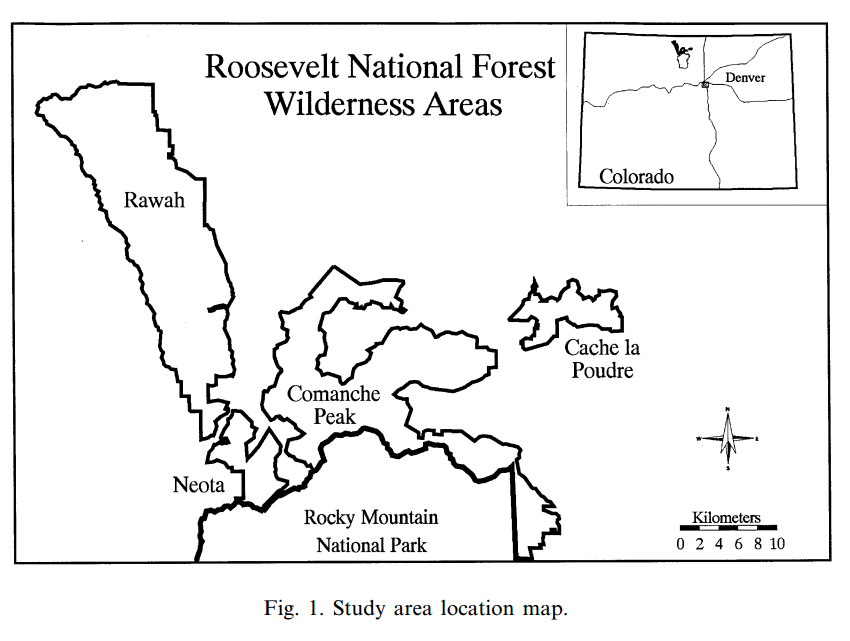 Roosevelt National Forest
Wilderness Areas
Denver
Colorado
Rawah
Cache la
Poudre
Comanche
Peak
Neota
Rocky Mountain
National Park
N
W
E
S
Kilometers
0 2 4 6 8 10
Fig. 1. Study area location map.